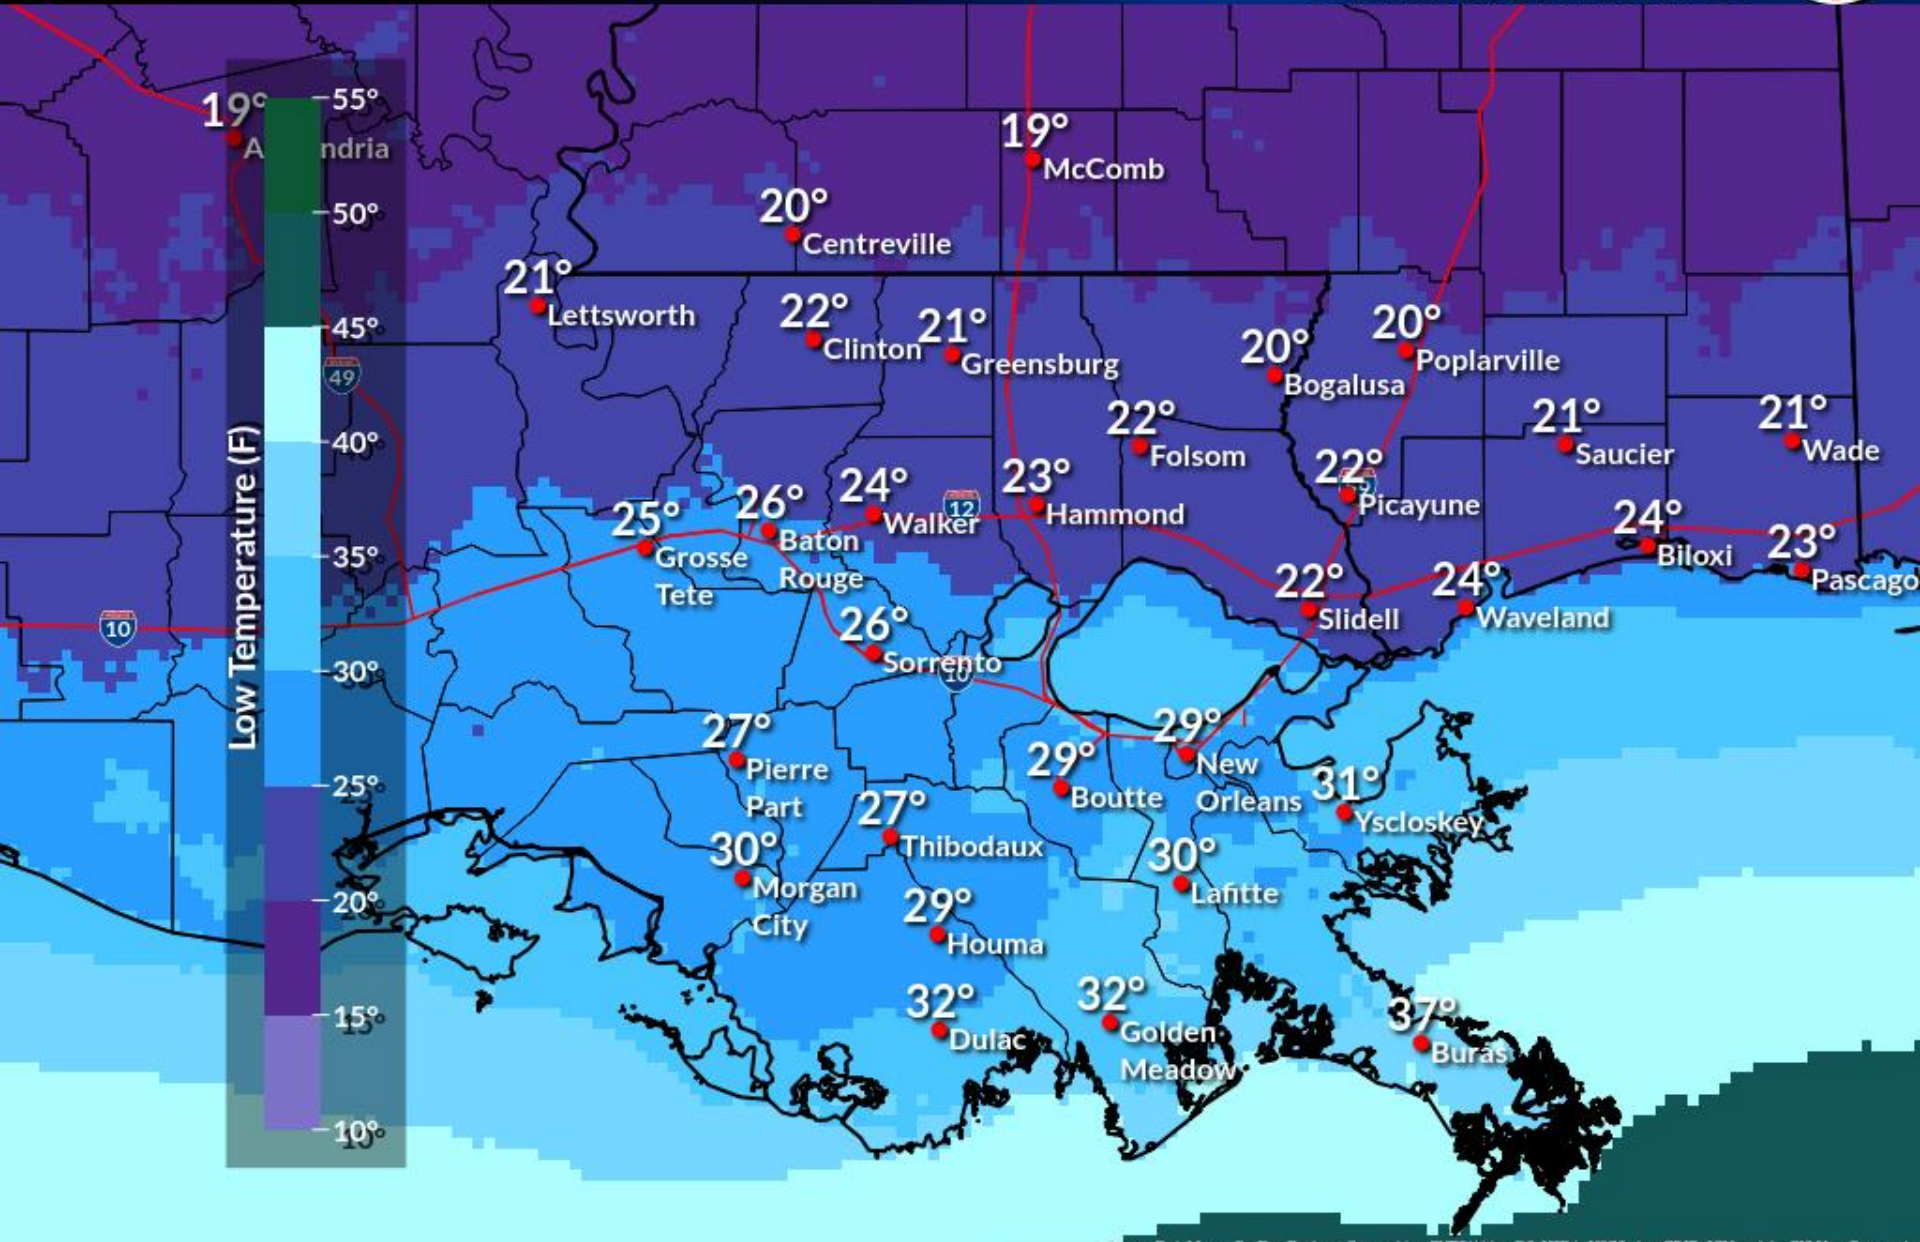 19°
55°
ndria
19°
McComb
50°
20°
Centreville
21°
Lettsworth
45°
22°
Clinton
21°
Greensburg
20°
Bogalusa
20°
Poplarville
49
40°
22°
Folsom
21°
Saucier
21°
Wade
Low Temperature (F)
25°
Grosse
Tete
26°
Baton
Rouge
24°
Walker
12
23°
Hammond
22°
Picayune
24°
Biloxi
23°
Pascago
35°
10
26°
Sorrento
10
22°
Slidell
24°
Waveland
30°
27°
Pierre
Part
29°
Boutte
29°
New
Orleans
31°
Yscloskey
25°
30°
Morgan
City
27°
Thibodaux
30°
Lafitte
20°
29°
Houma
15°
32°
Dulac
32°
Golden
Meadow
37°
Buras
10°